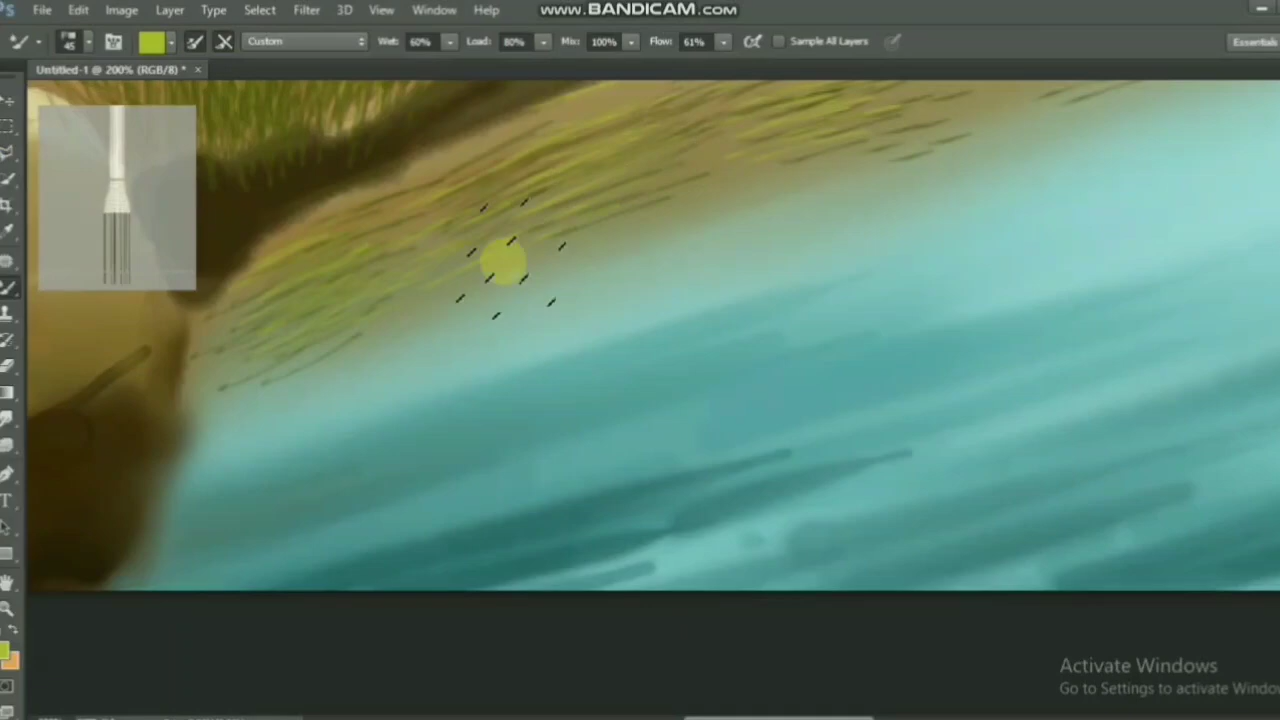 PS File Edit Image Layer Type Select Filter 3D View Window Help
www.BANDICAM.com
45 Custom Wet: 60% Load: 80% Mix: 100% Flow: 61% Sample All Layers Essentials
Untitled-1 @ 200% (RGB/8) * ×
T
Activate Windows
Go to Settings to activate Windo